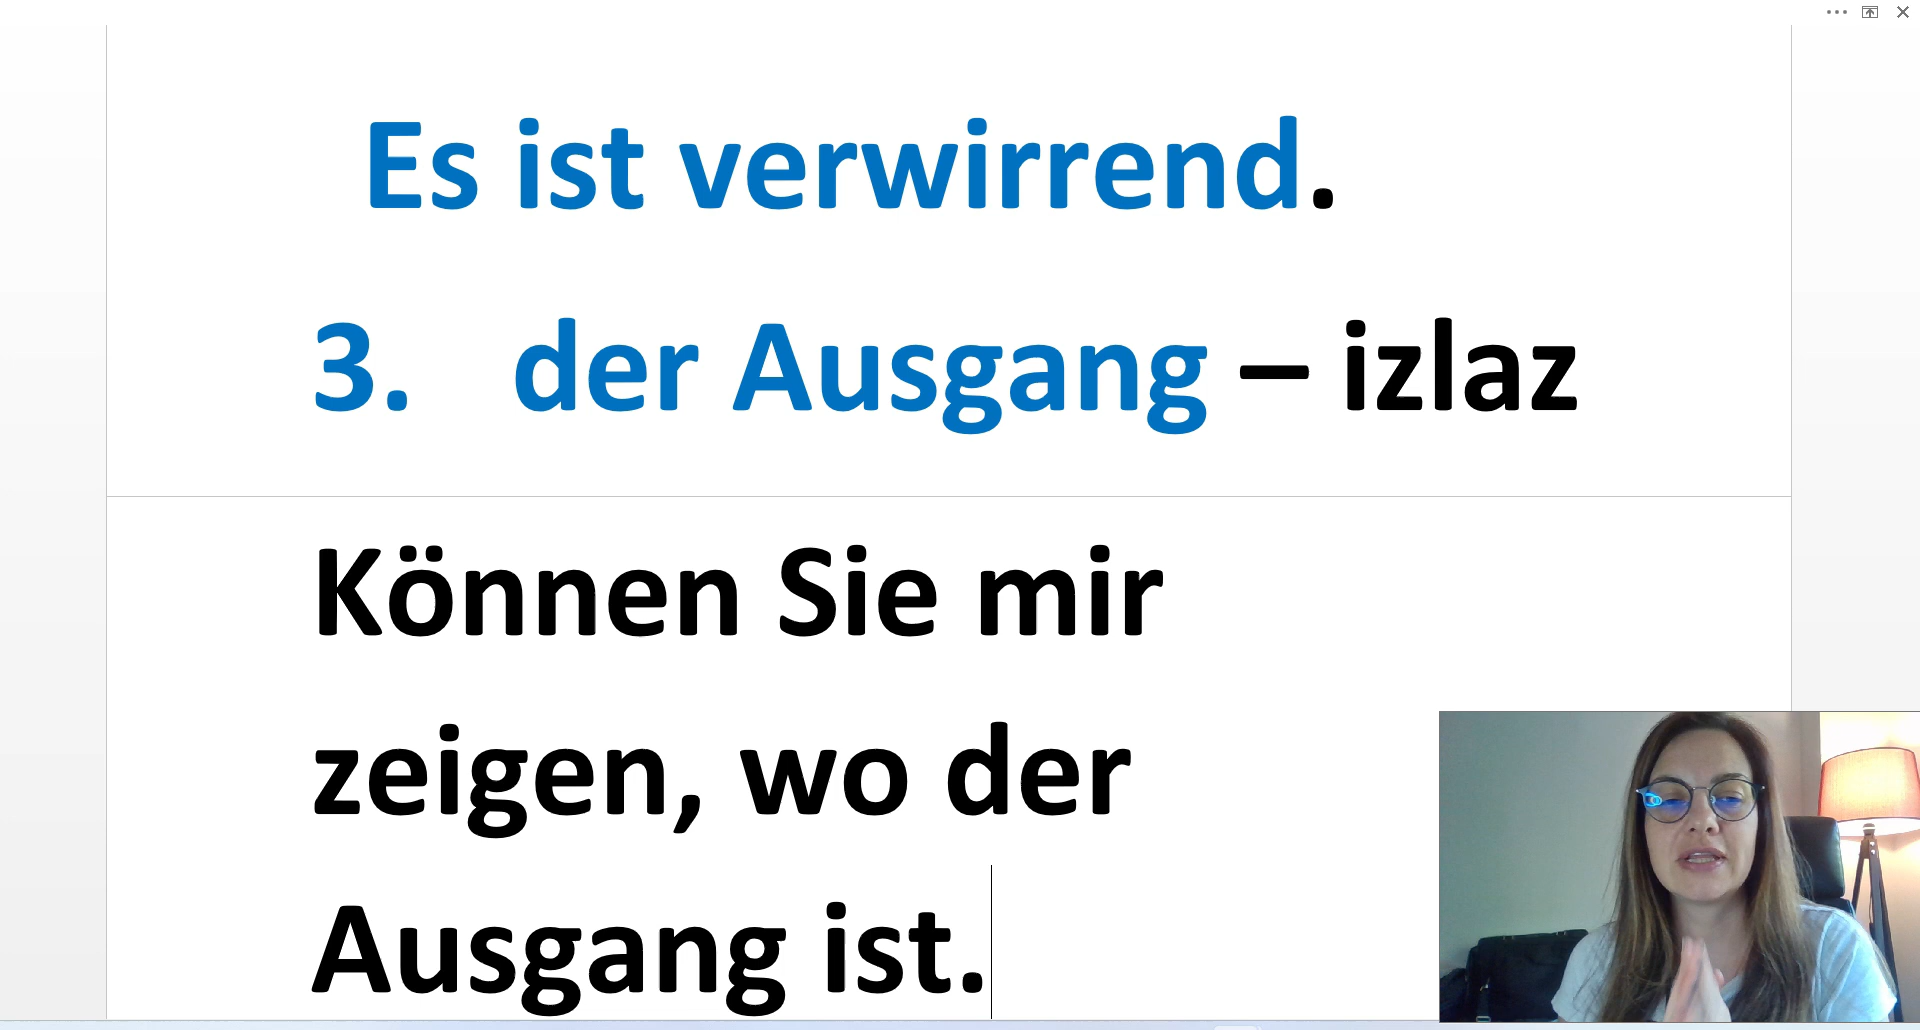 Es ist verwirrend.
3. der Ausgang – izlaz
Können Sie mir
zeigen, wo der
Ausgang ist.